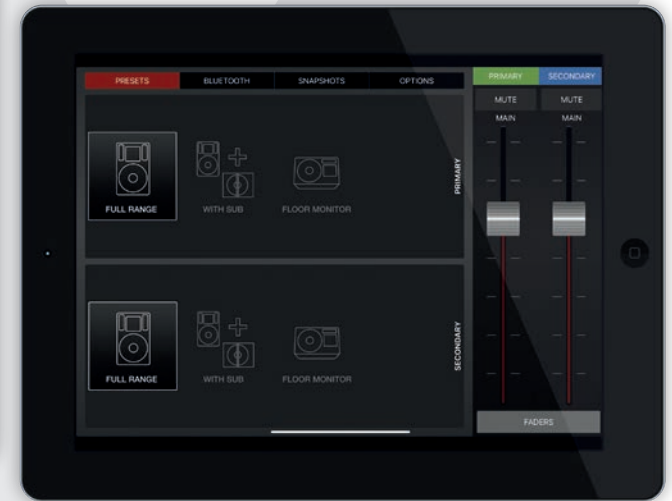 PRESETS BLUETOOTH SNAPSHOTS OPTIONS
PRIMARY SECONDARY
MUTE MUTE
MAIN MAIN
FULL RANGE WITH SUB FLOOR MONITOR
PRIMARY
FULL RANGE WITH SUB FLOOR MONITOR
SECONDARY
FADERS